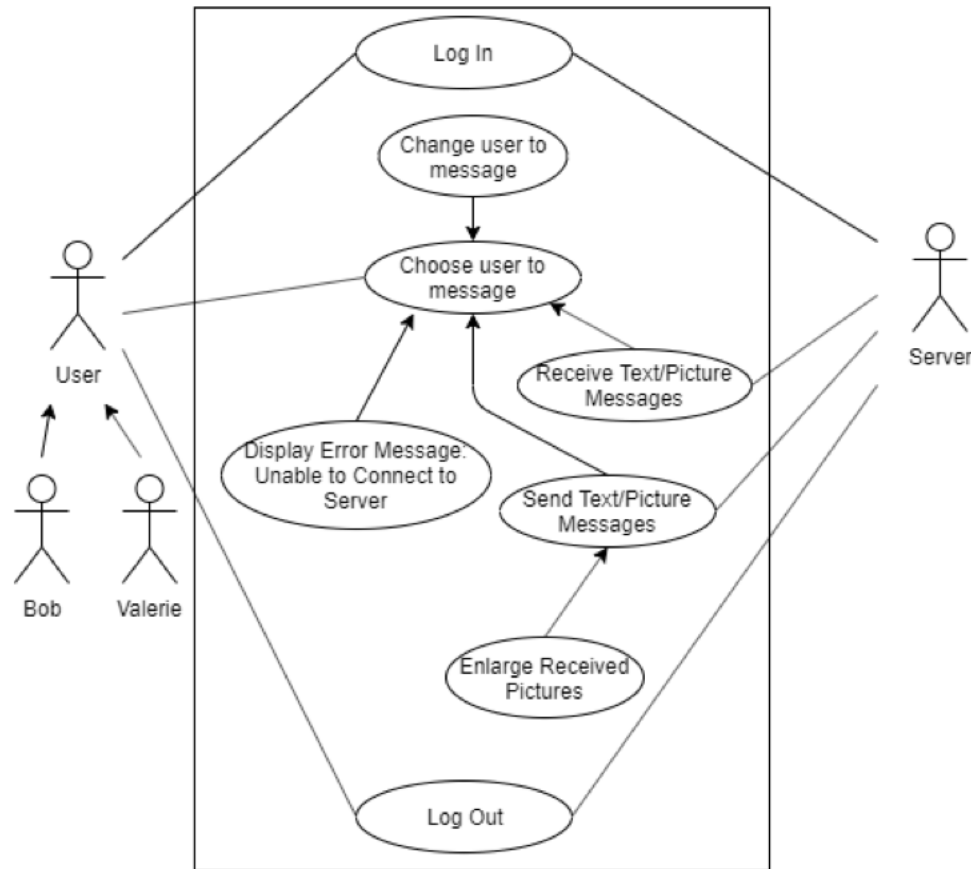 Log In
Change user to
message
Choose user to
message
User
Server
Receive Text/Picture
Messages
Display Error Message:
Unable to Connect to
Server
Send Text/Picture
Messages
Bob
Valerie
Enlarge Received
Pictures
Log Out